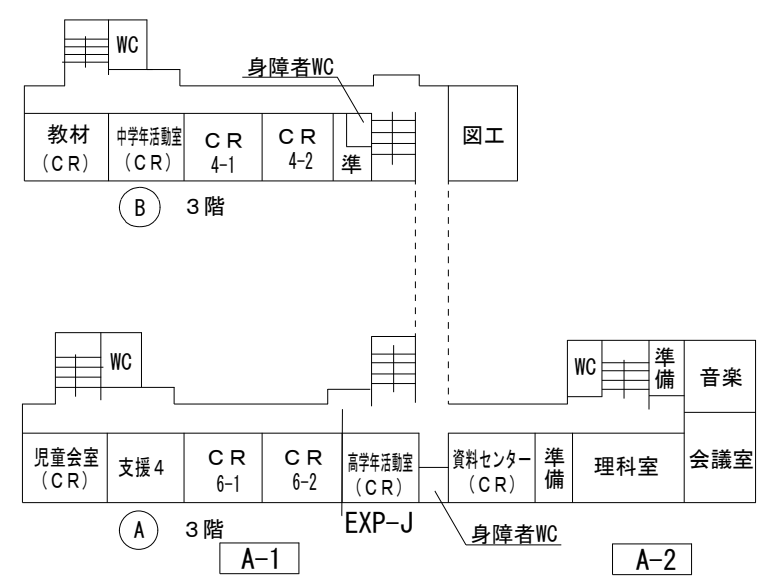 WC
身障者WC
教材
(CR)
中学年活動室
(CR)
CR
4-1
CR
4-2
準
図工
B 3階
WC
WC
準備
音楽
児童会室
(CR)
支援4
CR
6-1
CR
6-2
高学年活動室
(CR)
資料センター
(CR)
準備
理科室
会議室
A 3階
EXP-J
身障者WC
A-1
A-2